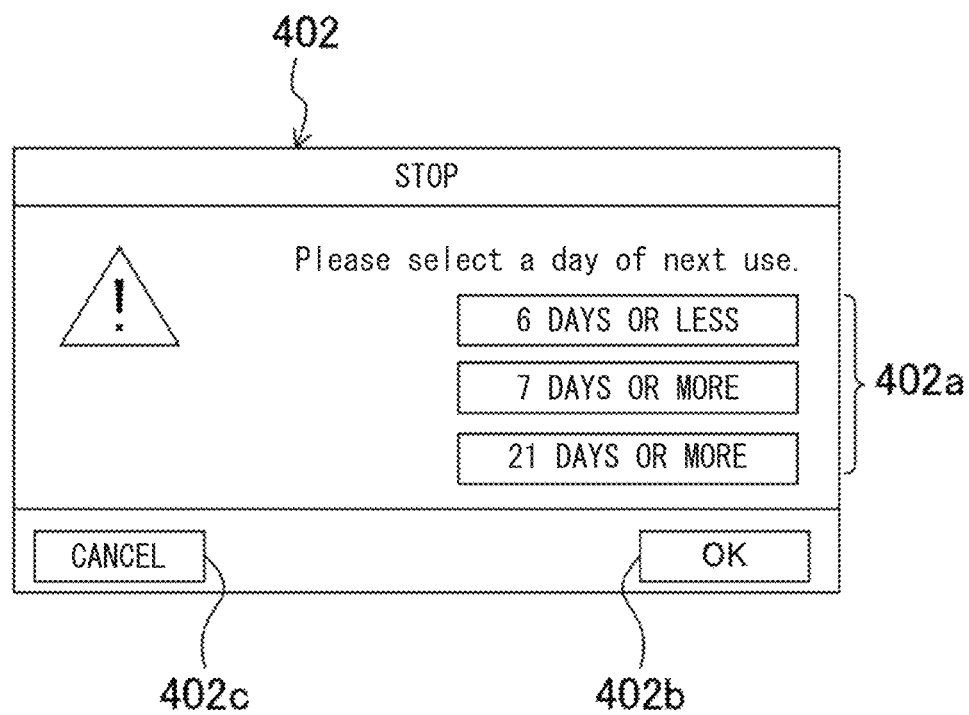 402
STOP
!
Please select a day of next use.
6 DAYS OR LESS
7 DAYS OR MORE
402a
21 DAYS OR MORE
CANCEL
OK
402c
402b